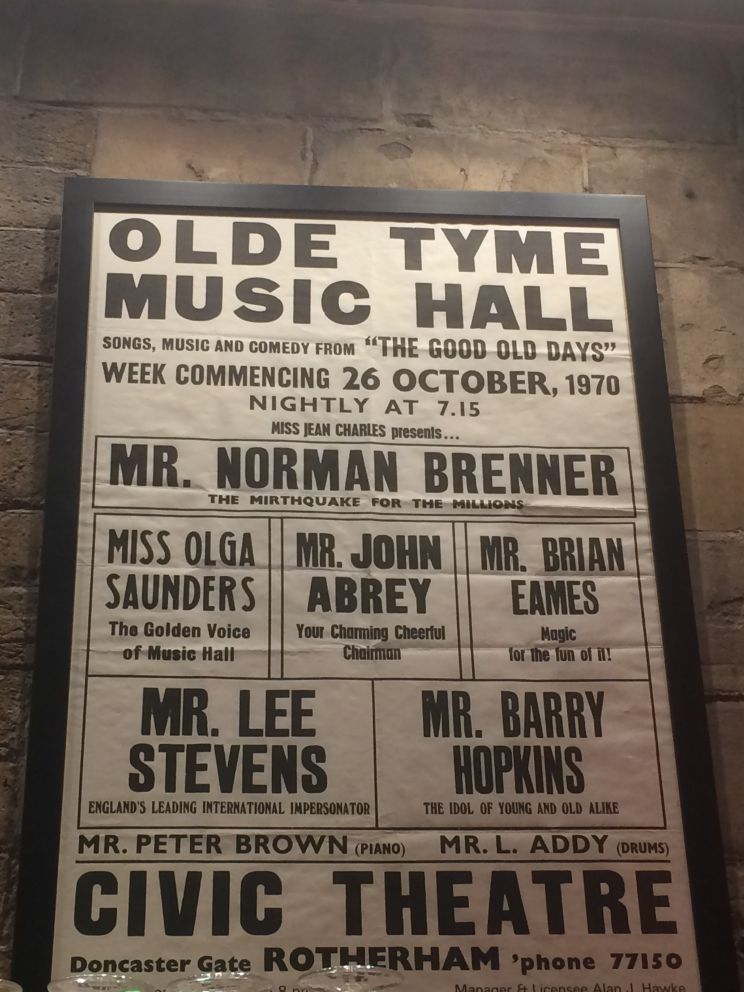 OLDE TYME
MUSIC HALL
SONGS, MUSIC AND COMEDY FROM "THE GOOD OLD DAYS"
WEEK COMMENCING 26 OCTOBER, 1970
NIGHTLY AT 7.15
MISS JEAN CHARLES presents...
MR. NORMAN BRENNER
THE MIRTHQUAKE FOR THE MILLIONS
MISS OLGA
SAUNDERS
The Golden Voice
of Music Hall
MR. JOHN
ABREY
Your Charming Cheerful
Chairman
MR. BRIAN
EAMES
Magic
for the fun of it!
MR. LEE
STEVENS
ENGLAND'S LEADING INTERNATIONAL IMPERSONATOR
MR. BARRY
HOPKINS
THE IDOL OF YOUNG AND OLD ALIKE
MR. PETER BROWN (PIANO) MR. L. ADDY (DRUMS)
CIVIC THEATRE
Doncaster Gate ROTHERHAM 'phone 77150
Manager & Licensee Alan J. Hawke